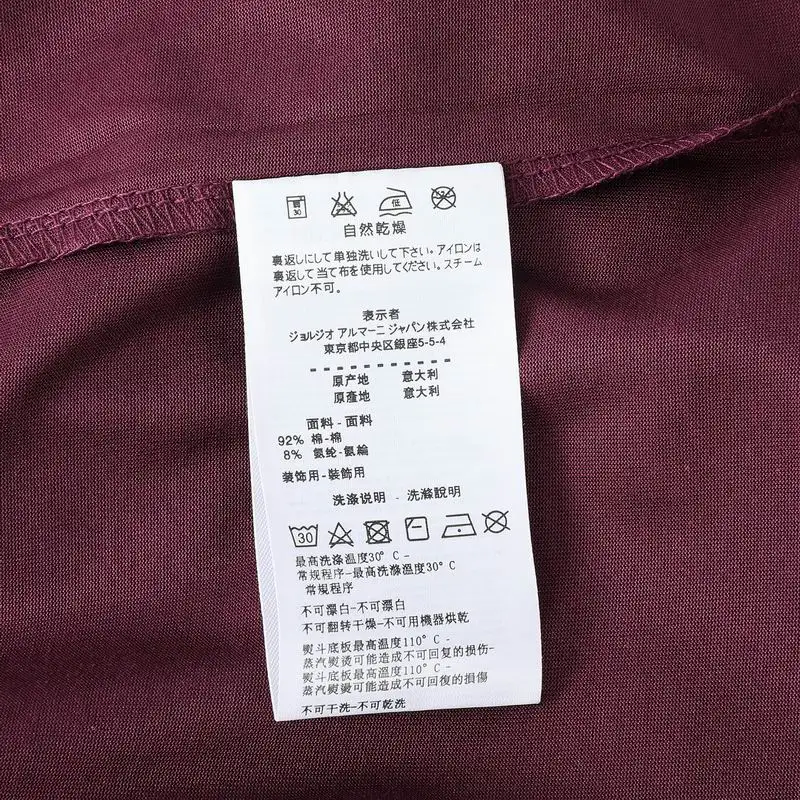 30
低
自然乾燥
裏返しにして単独洗いして下さい。アイロンは
裏返して当て布を使用してください。スチーム
アイロン不可。
表示者
ジョルジオ アルマーニ ジャパン株式会社
東京都中央区銀座5-5-4
原产地 意大利
原產地 意大利
面料 - 面料
92% 棉-棉
8% 氨纶-氨綸
装饰用-裝飾用
洗涤说明 - 洗滌說明
30
最高洗涤温度30° C -
常规程序-最高洗滌溫度30° C
常規程序
不可漂白-不可漂白
不可翻转干燥-不可用機器烘乾
熨斗底板最高温度110° C -
蒸汽熨烫可能造成不可回复的损伤-
熨斗底板最高溫度110° C -
蒸汽熨燙可能造成不可回復的損傷
不可干洗-不可乾洗